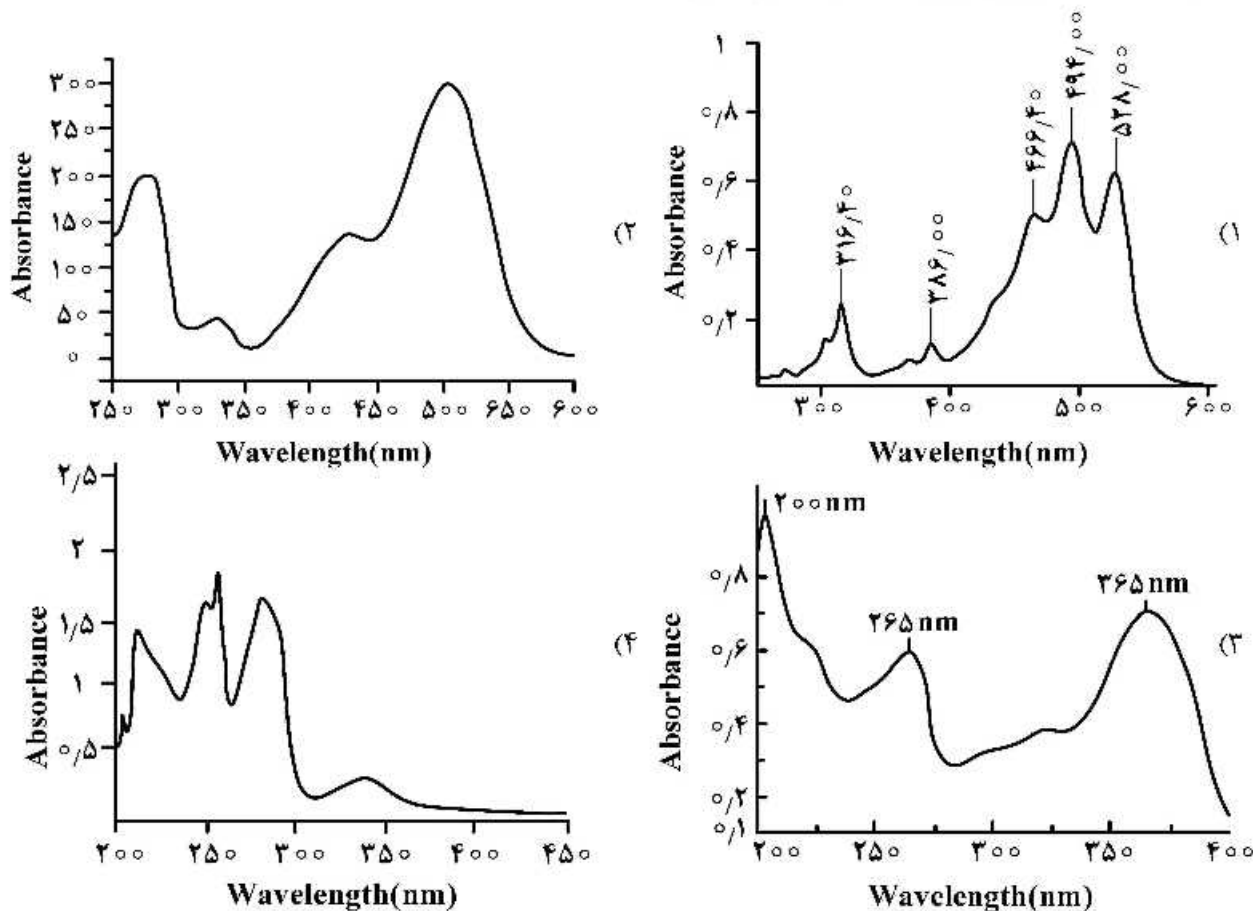 ۱)
Absorbance
۱
۰/۸
۰/۶
۰/۴
۰/۲
۳۱۶/۴۰
۳۸۶/۰۰
۴۶۶/۴۰
۴۹۴/۰۰
۵۲۸/۰۰
۳۰۰ ۴۰۰ ۵۰۰ ۶۰۰
Wavelength(nm)
۲)
Absorbance
۳۰۰
۲۵۰
۲۰۰
۱۵۰
۱۰۰
۵۰
۰
۲۵۰ ۳۰۰ ۳۵۰ ۴۰۰ ۴۵۰ ۵۰۰ ۶۵۰ ۶۰۰
Wavelength(nm)
۳)
Absorbance
۲۰۰nm
۲۶۵nm
۳۶۵nm
۰/۸
۰/۶
۰/۴
۰/۲
۰/۱
۲۰۰ ۲۵۰ ۳۰۰ ۳۵۰ ۴۰۰
Wavelength(nm)
۴)
Absorbance
۲/۵
۲
۱/۵
۱
۰/۵
۲۰۰ ۲۵۰ ۳۰۰ ۳۵۰ ۴۰۰ ۴۵۰
Wavelength(nm)